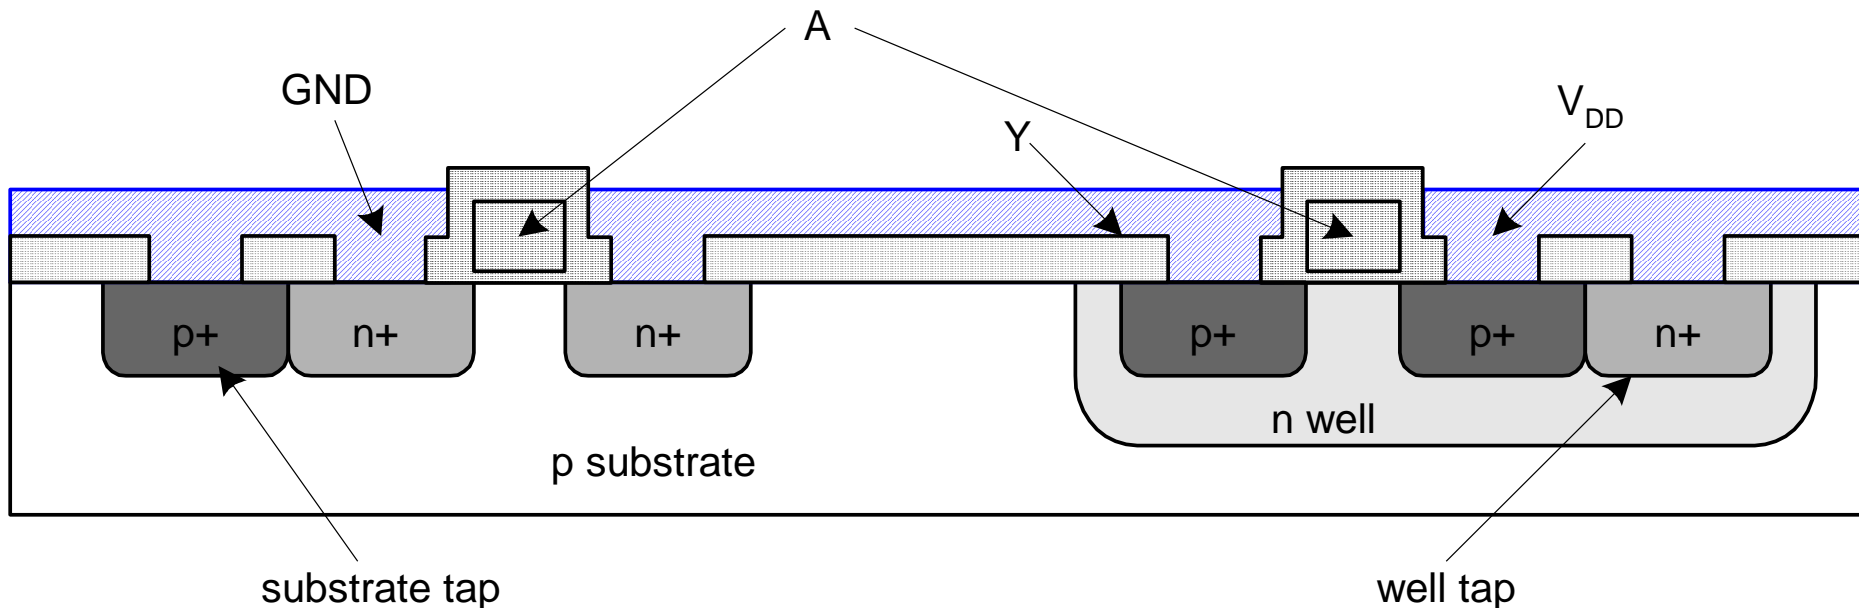 A
GND
V_DD
Y
p+
n+
n+
p+
p+
n+
n well
p substrate
substrate tap
well tap